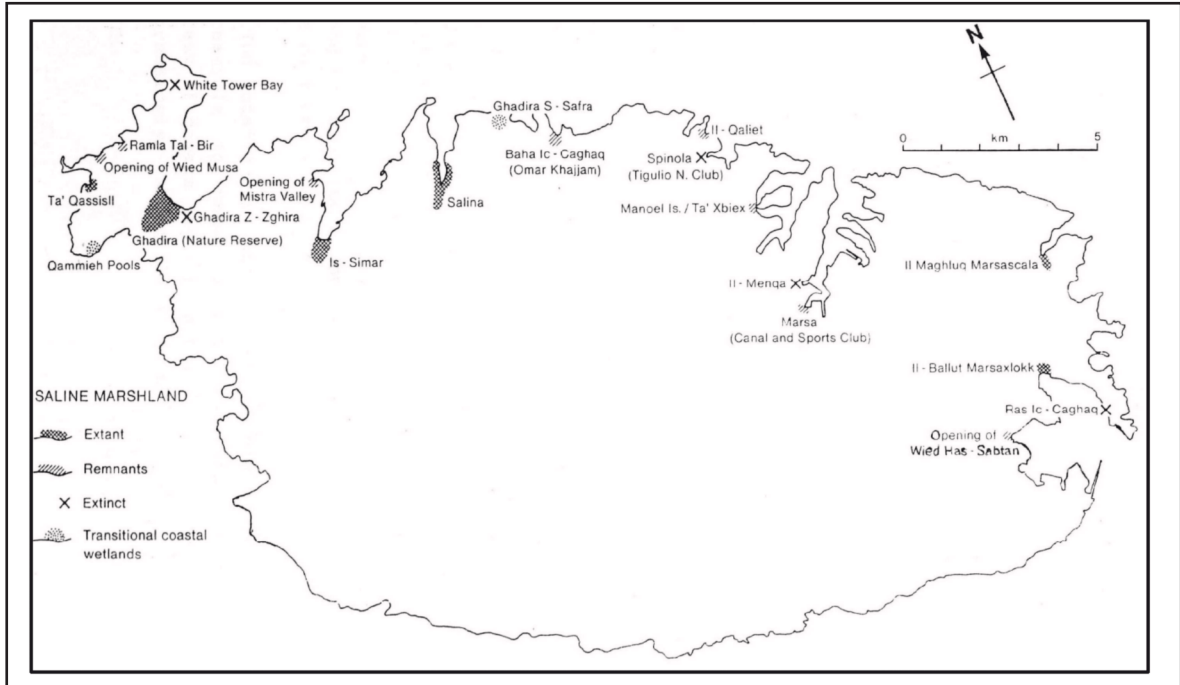 N
White Tower Bay
Ghadira S - Safra
0 km 5
Ramla Tal - Bir
Opening of Wied Musa
Il - Qaliet
Baha Ic - Caghaq
(Omar Khajjam)
Spinola
(Tigulio N. Club)
Opening of
Mistra Valley
Ta' Qassisll
Salina
Manoel Is. / Ta' Xbiex
Ghadira Z - Zghira
Ghadira (Nature Reserve)
Qammieh Pools
Is - Simar
Il Maghluq Marsascala
Il - Menqa
Marsa
(Canal and Sports Club)
Il - Ballut Marsaxlokk
SALINE MARSHLAND
Ras Ic - Caghaq
Extant
Opening of
Wied Has - Sabtan
Remnants
Extinct
Transitional coastal
wetlands